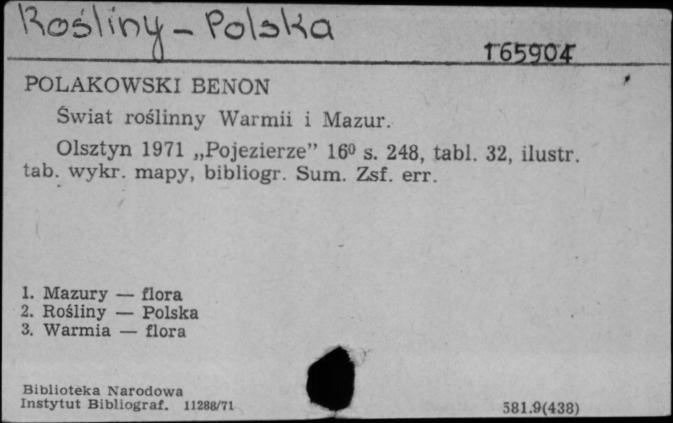 Rośliny - Polska
T65904
POLAKOWSKI BENON
Świat roślinny Warmii i Mazur.
Olsztyn 1971 „Pojezierze” 16⁰ s. 248, tabl. 32, ilustr.
tab. wykr. mapy, bibliogr. Sum. Zsf. err.
1. Mazury — flora
2. Rośliny — Polska
3. Warmia — flora
Biblioteka Narodowa
Instytut Bibliograf. 11288/71
581.9(438)